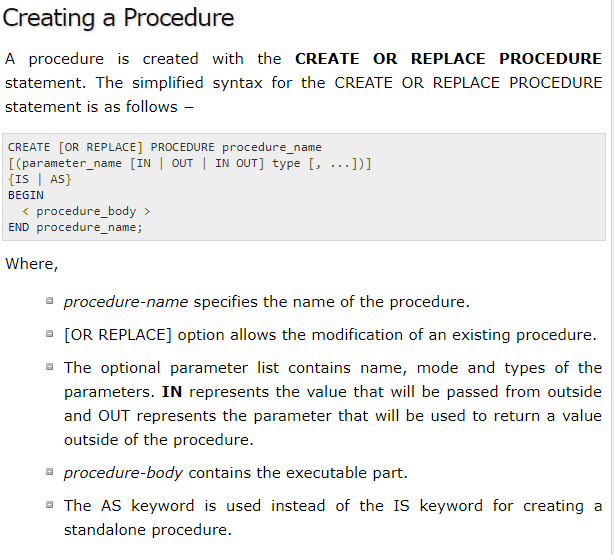 Creating a Procedure
A procedure is created with the CREATE OR REPLACE PROCEDURE
statement. The simplified syntax for the CREATE OR REPLACE PROCEDURE
statement is as follows −
CREATE [OR REPLACE] PROCEDURE procedure_name
[(parameter_name [IN | OUT | IN OUT] type [, ...])]
{IS | AS}
BEGIN
  < procedure_body >
END procedure_name;
Where,
procedure-name specifies the name of the procedure.
[OR REPLACE] option allows the modification of an existing procedure.
The optional parameter list contains name, mode and types of the
parameters. IN represents the value that will be passed from outside
and OUT represents the parameter that will be used to return a value
outside of the procedure.
procedure-body contains the executable part.
The AS keyword is used instead of the IS keyword for creating a
standalone procedure.